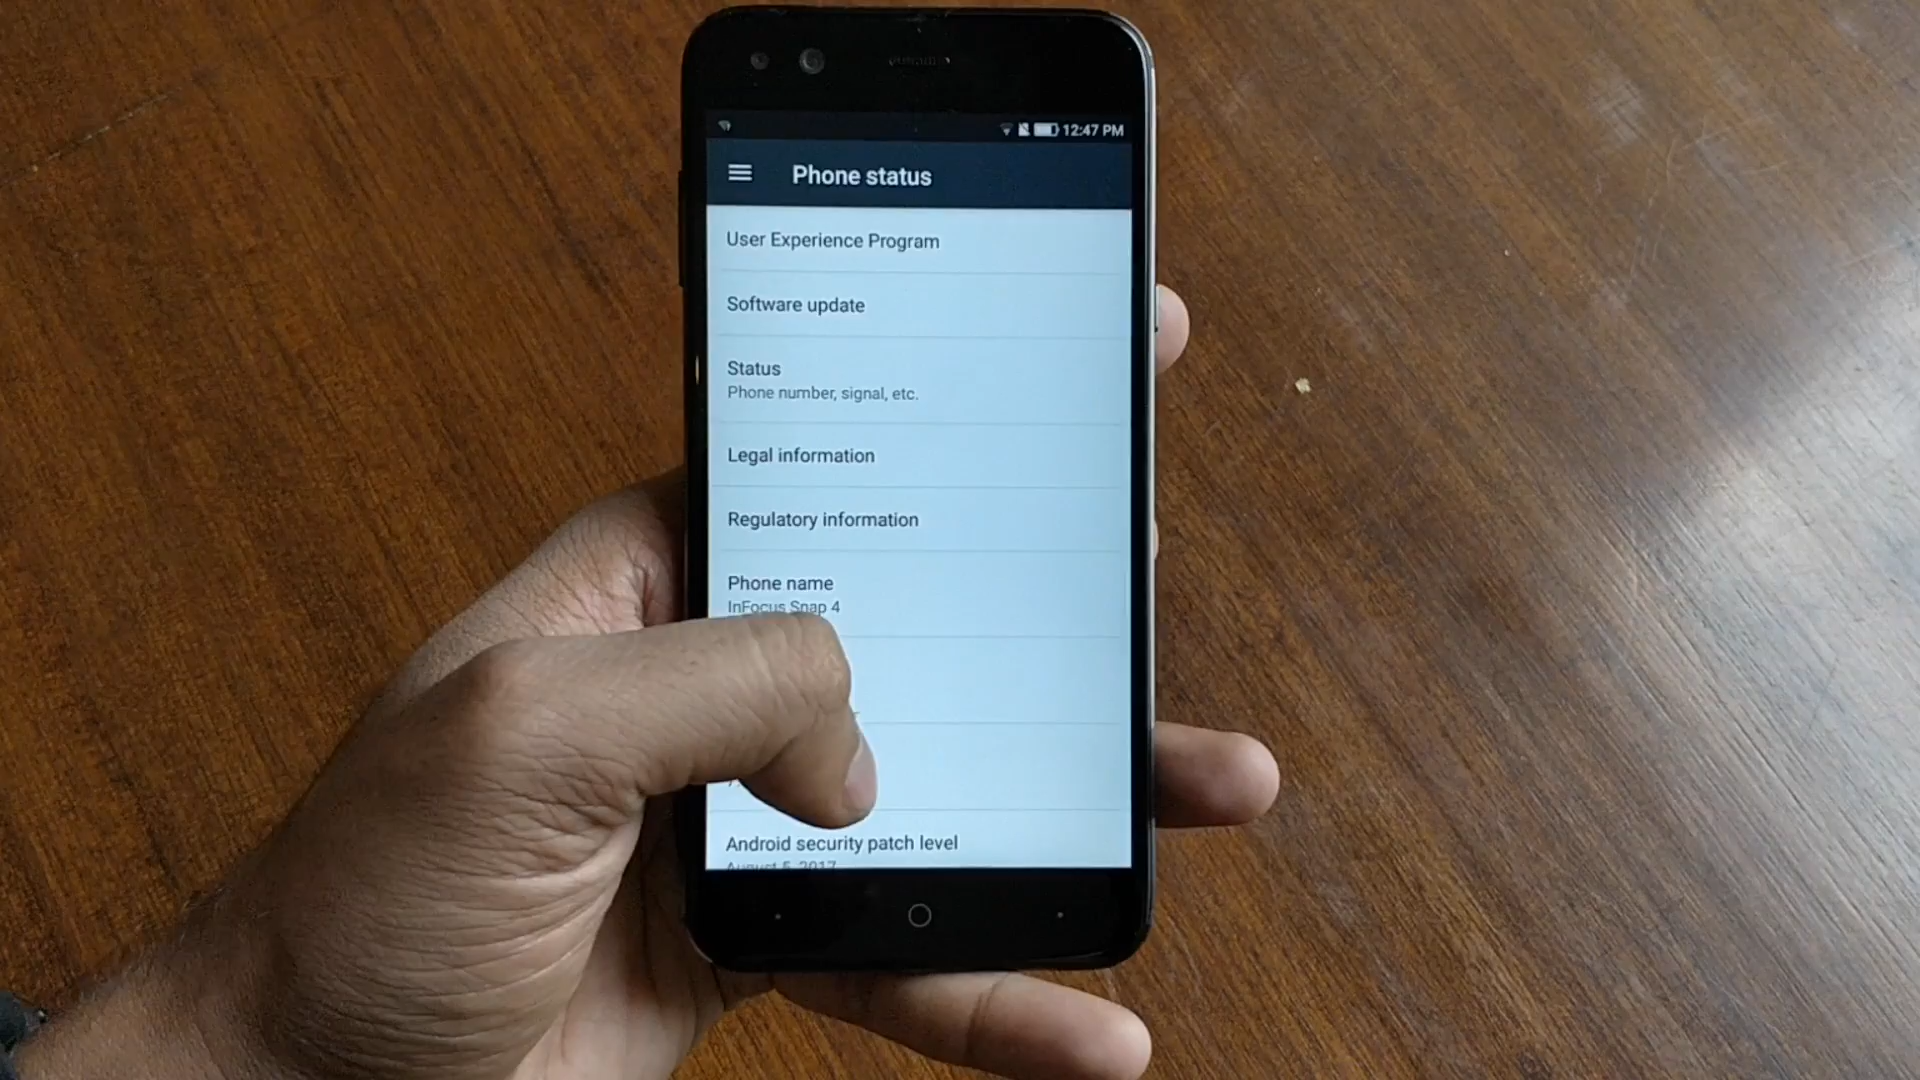 12:47 PM
Phone status
User Experience Program
Software update
Status
Phone number, signal, etc.
Legal information
Regulatory information
Phone name
InFocus Snap 4
Android security patch level
August 5, 2017